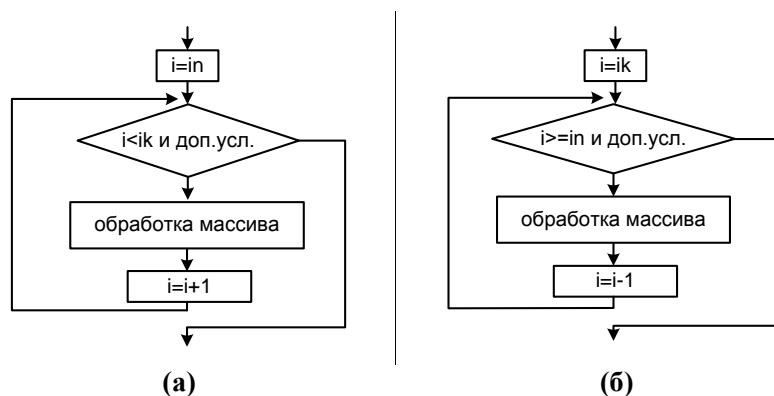 i=in
i<ik и доп.усл.
обработка массива
i=i+1
(а)
i=ik
i>=in и доп.усл.
обработка массива
i=i-1
(б)